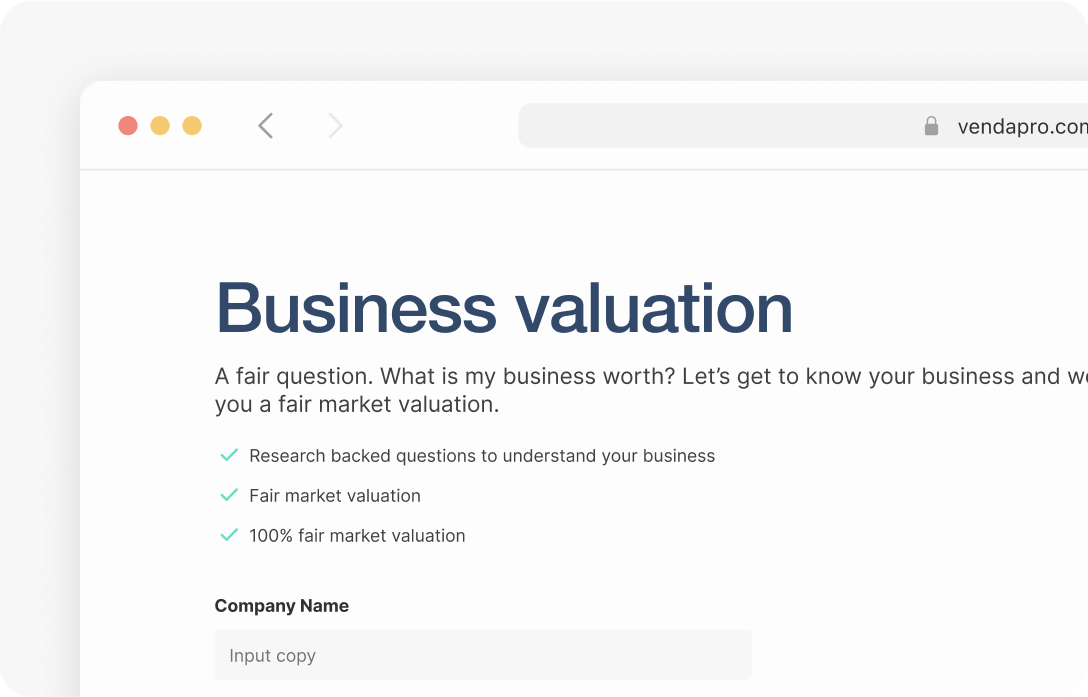 vendapro.com
Business valuation
A fair question. What is my business worth? Let’s get to know your business and
you a fair market valuation.
Research backed questions to understand your business
Fair market valuation
100% fair market valuation
Company Name
Input copy